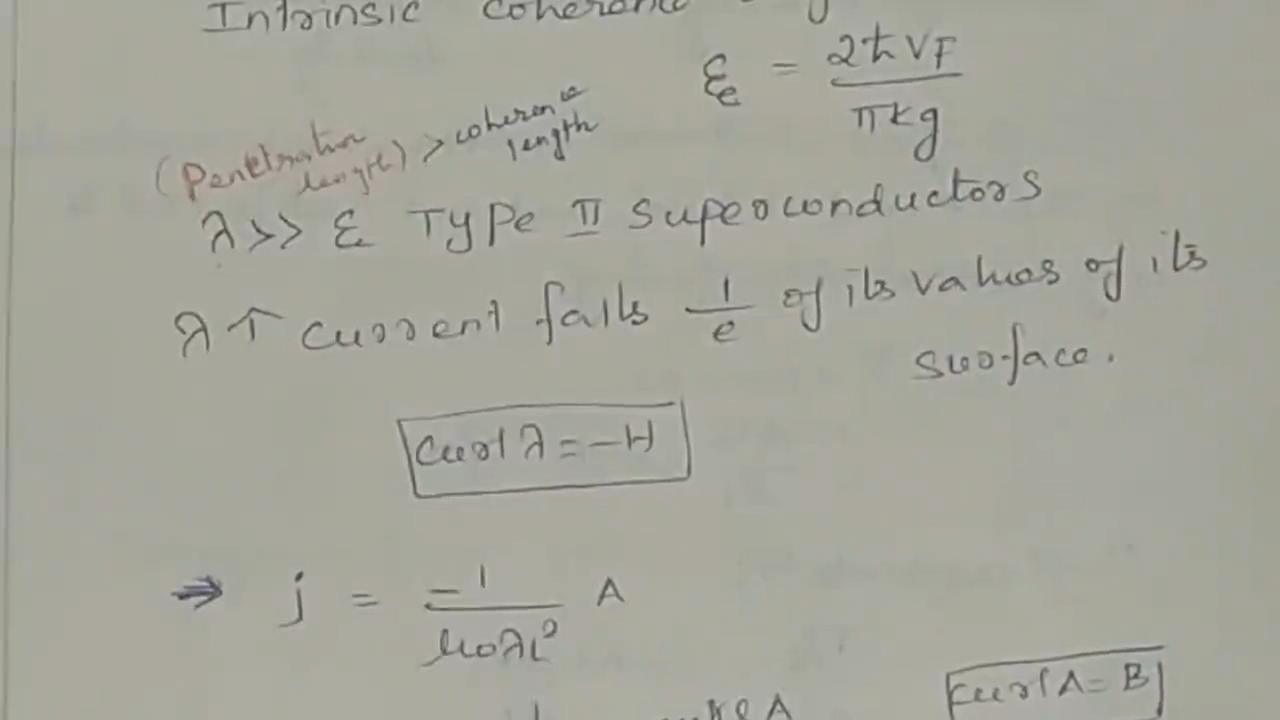 Intrinsic coherence
ξe = 2ħVF / πkg
(Penetration length) > coherence length
λ >> ξ Type II superconductors
λ ↑ current falls 1/e of its values of its
surface.
Curl λ = -H
⇒ j = -1 / μ0λL² A
curl A = B